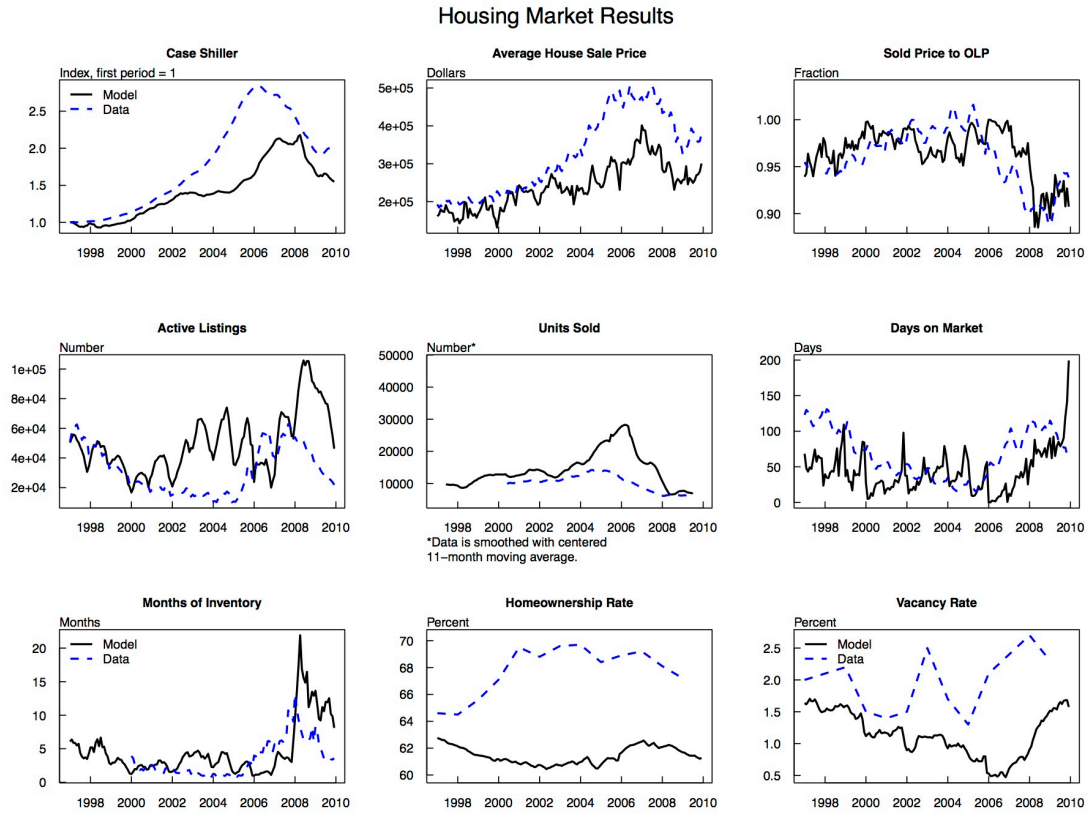 Housing Market Results
Case Shiller
Index, first period = 1
Model
Data
2.5
2.0
1.5
1.0
1998 2000 2002 2004 2006 2008 2010
Average House Sale Price
Dollars
5e+05
4e+05
3e+05
2e+05
1998 2000 2002 2004 2006 2008 2010
Sold Price to OLP
Fraction
1.00
0.95
0.90
1998 2000 2002 2004 2006 2008 2010
Active Listings
Number
1e+05
8e+04
6e+04
4e+04
2e+04
1998 2000 2002 2004 2006 2008 2010
Units Sold
Number*
50000
40000
30000
20000
10000
1998 2000 2002 2004 2006 2008 2010
*Data is smoothed with centered
11−month moving average.
Days on Market
Days
200
150
100
50
0
1998 2000 2002 2004 2006 2008 2010
Months of Inventory
Months
Model
Data
20
15
10
5
0
1998 2000 2002 2004 2006 2008 2010
Homeownership Rate
Percent
70
68
66
64
62
60
1998 2000 2002 2004 2006 2008 2010
Vacancy Rate
Percent
Model
Data
2.5
2.0
1.5
1.0
0.5
1998 2000 2002 2004 2006 2008 2010